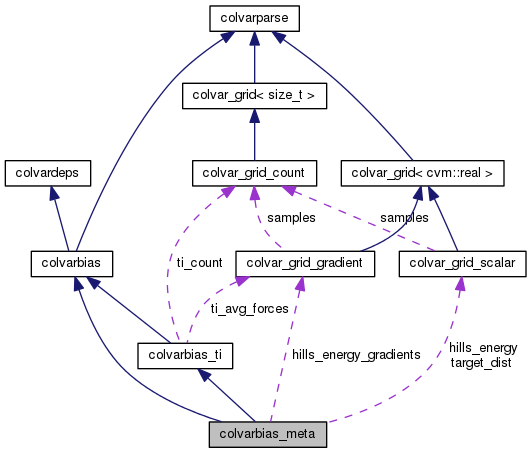 colvarparse
colvar_grid< size_t >
colvardeps
colvar_grid_count
colvar_grid< cvm::real >
samples
samples
colvarbias
ti_count
colvar_grid_gradient
colvar_grid_scalar
ti_avg_forces
colvarbias_ti
hills_energy_gradients
hills_energy
target_dist
colvarbias_meta